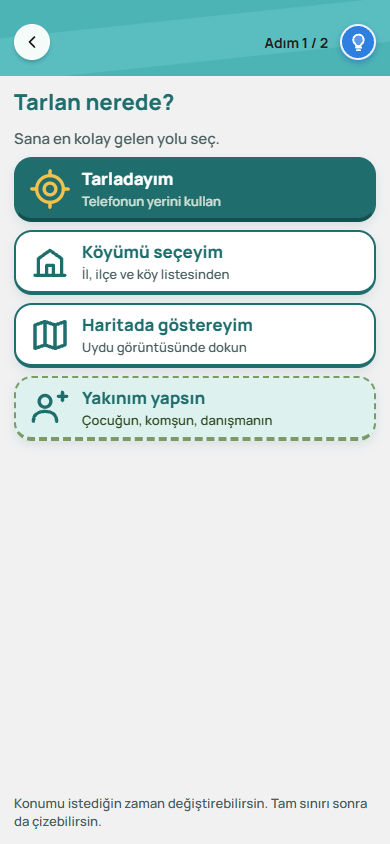 Adım 1 / 2
Tarlan nerede?
Sana en kolay gelen yolu seç.
Tarladayım
Telefonun yerini kullan
Köyümü seçeyim
İl, ilçe ve köy listesinden
Haritada göstereyim
Uydu görüntüsünde dokun
Yakınım yapsın
Çocuğun, komşun, danışmanın
Konumu istediğin zaman değiştirebilirsin. Tam sınırı sonra
da çizebilirsin.